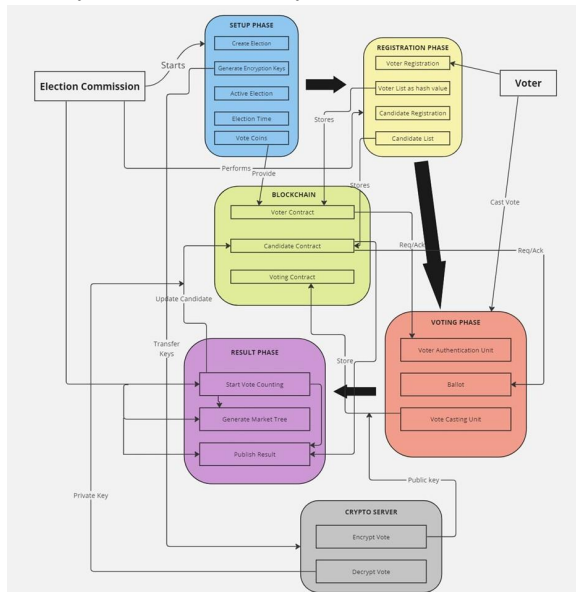 SETUP PHASE
Create Election
Generate Encryption Keys
Active Election
Election Time
Vote Coins
Election Commission
Starts
REGISTRATION PHASE
Voter Registration
Voter List as hash value
Candidate Registration
Candidate List
Voter
Stores
Performs
Provide
Stores
Cast Vote
BLOCKCHAIN
Voter Contract
Candidate Contract
Voting Contract
Req/Ack
Req/Ack
Update Candidate
Transfer
Keys
Store
VOTING PHASE
Voter Authentication Unit
Ballot
Vote Casting Unit
RESULT PHASE
Start Vote Counting
Generate Market Tree
Publish Result
Private Key
Public key
CRYPTO SERVER
Encrypt Vote
Decrypt Vote